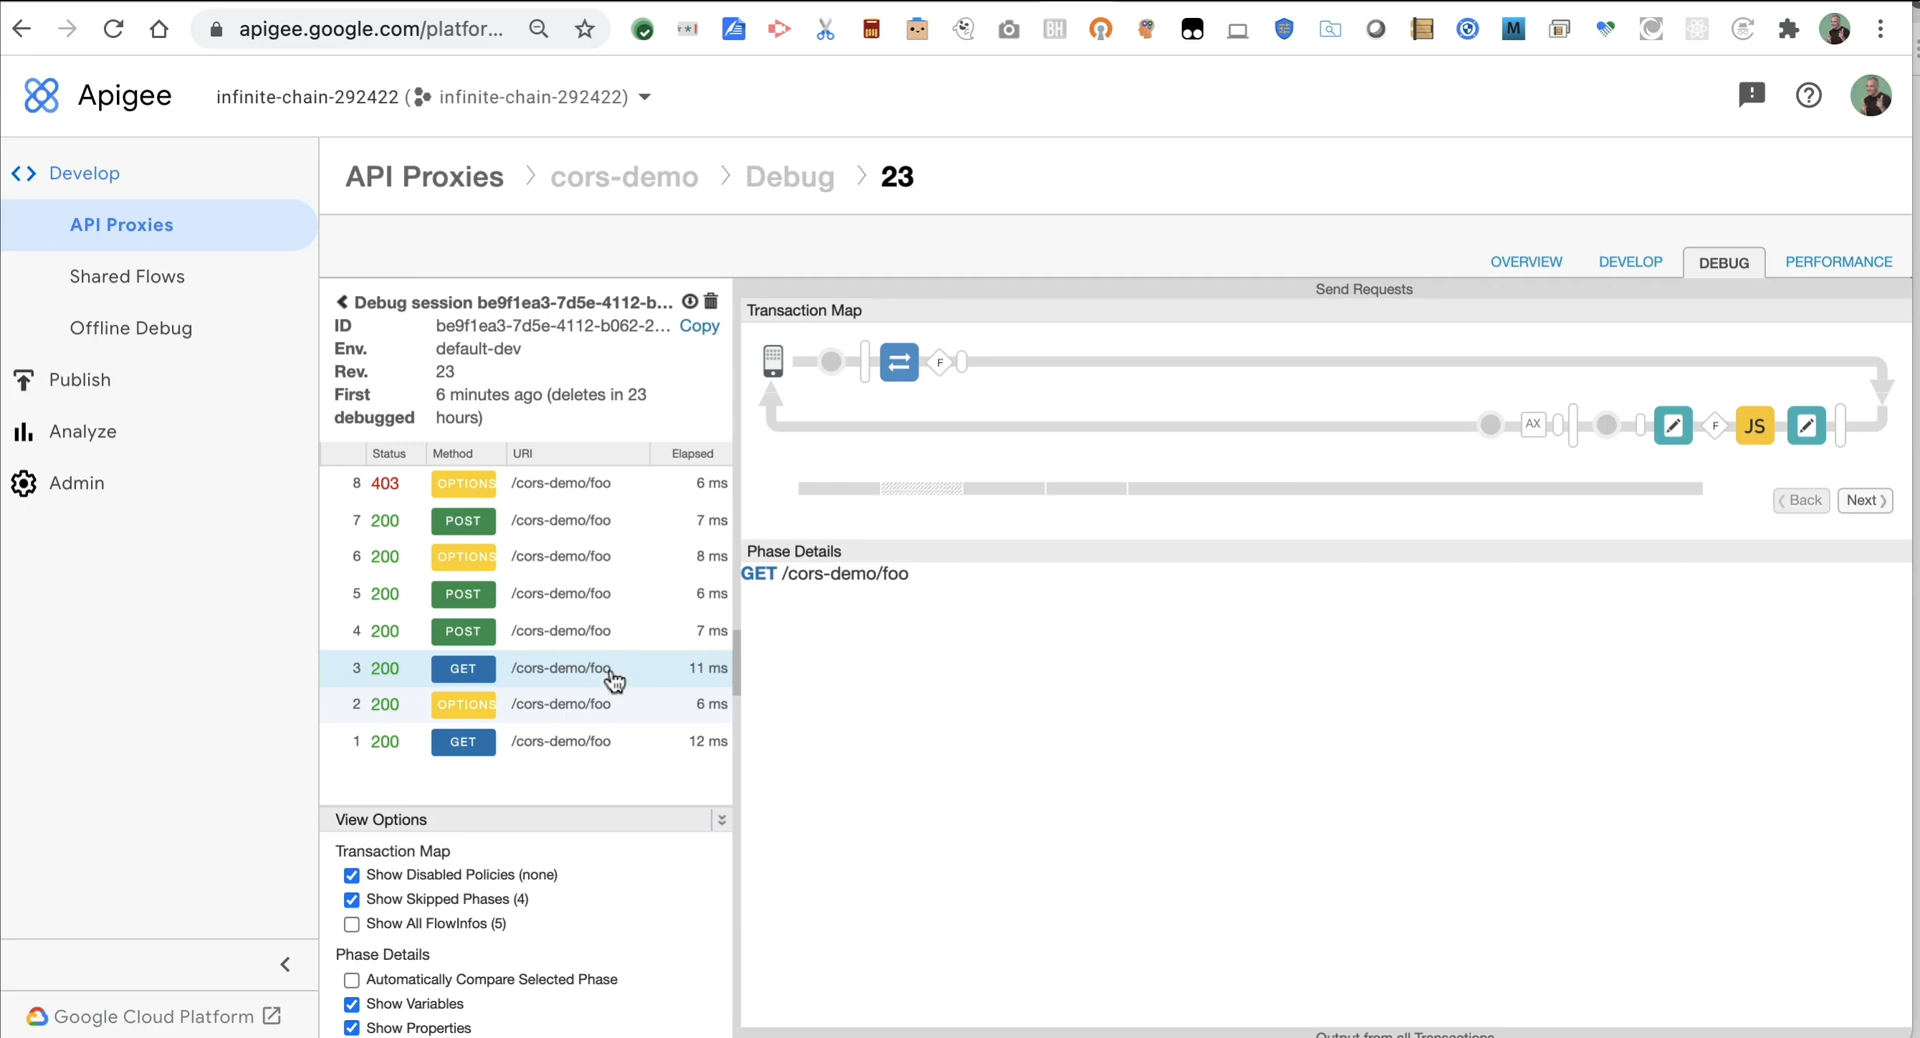 apigee.google.com/platfor...
Apigee
infinite-chain-292422 ( infinite-chain-292422)
Develop
API Proxies
Shared Flows
Offline Debug
Publish
Analyze
Admin
Google Cloud Platform
API Proxies > cors-demo > Debug > 23
OVERVIEW DEVELOP DEBUG PERFORMANCE
Debug session be9f1ea3-7d5e-4112-b...
ID be9f1ea3-7d5e-4112-b062-2... Copy
Env. default-dev
Rev. 23
First debugged 6 minutes ago (deletes in 23 hours)
Status Method URI Elapsed
8 403 OPTIONS /cors-demo/foo 6 ms
7 200 POST /cors-demo/foo 7 ms
6 200 OPTIONS /cors-demo/foo 8 ms
5 200 POST /cors-demo/foo 6 ms
4 200 POST /cors-demo/foo 7 ms
3 200 GET /cors-demo/foo 11 ms
2 200 OPTIONS /cors-demo/foo 6 ms
1 200 GET /cors-demo/foo 12 ms
View Options
Transaction Map
Show Disabled Policies (none)
Show Skipped Phases (4)
Show All FlowInfos (5)
Phase Details
Automatically Compare Selected Phase
Show Variables
Show Properties
Send Requests
Transaction Map
F
AX F JS
Back Next
Phase Details
GET /cors-demo/foo
Output from all Transactions